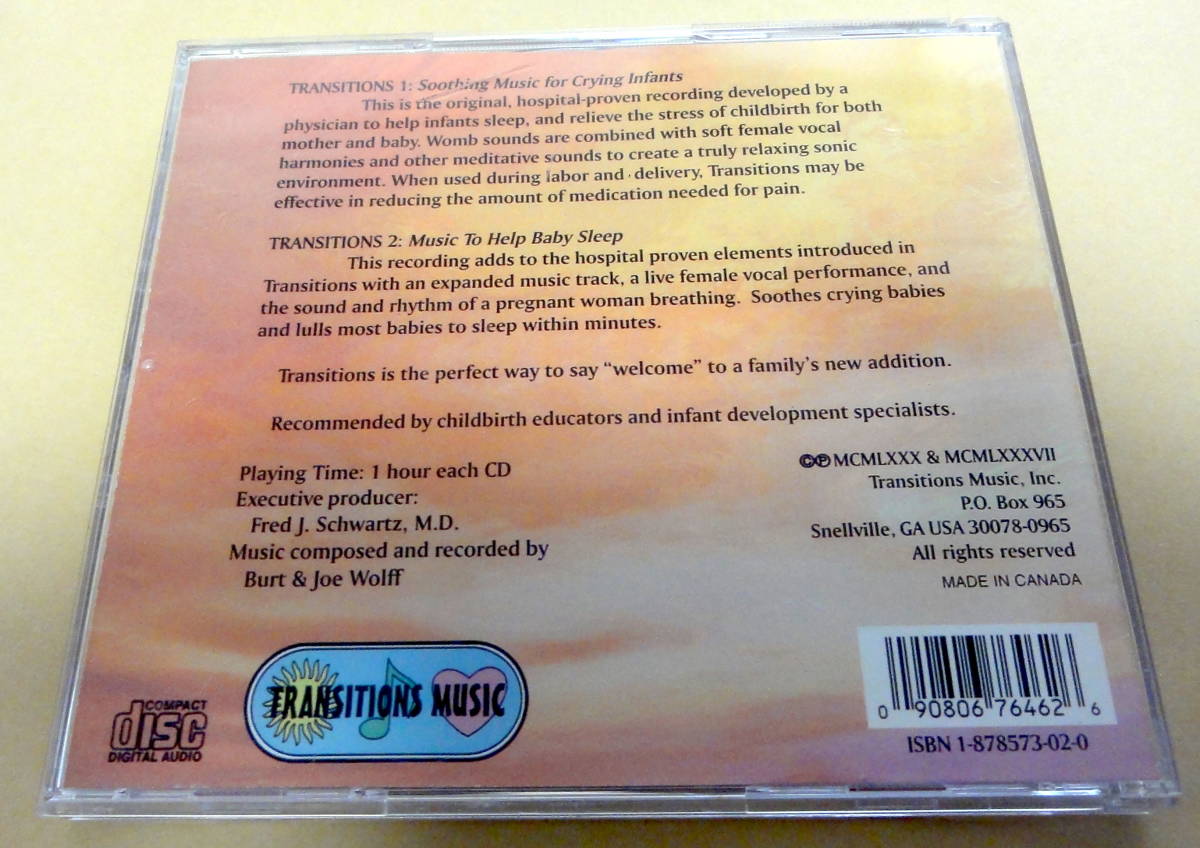 TRANSITIONS 1: Soothing Music for Crying Infants
This is the original, hospital-proven recording developed by a
physician to help infants sleep, and relieve the stress of childbirth for both
mother and baby. Womb sounds are combined with soft female vocal
harmonies and other meditative sounds to create a truly relaxing sonic
environment. When used during labor and delivery, Transitions may be
effective in reducing the amount of medication needed for pain.
TRANSITIONS 2: Music To Help Baby Sleep
This recording adds to the hospital proven elements introduced in
Transitions with an expanded music track, a live female vocal performance, and
the sound and rhythm of a pregnant woman breathing. Soothes crying babies
and lulls most babies to sleep within minutes.
Transitions is the perfect way to say “welcome” to a family’s new addition.
Recommended by childbirth educators and infant development specialists.
Playing Time: 1 hour each CD
Executive producer:
Fred J. Schwartz, M.D.
Music composed and recorded by
Burt & Joe Wolff
©℗ MCMLXXX & MCMLXXXVII
Transitions Music, Inc.
P.O. Box 965
Snellville, GA USA 30078-0965
All rights reserved
MADE IN CANADA
COMPACT
disc
DIGITAL AUDIO
TRANSITIONS MUSIC
0 90806 76462 6
ISBN 1-878573-02-0